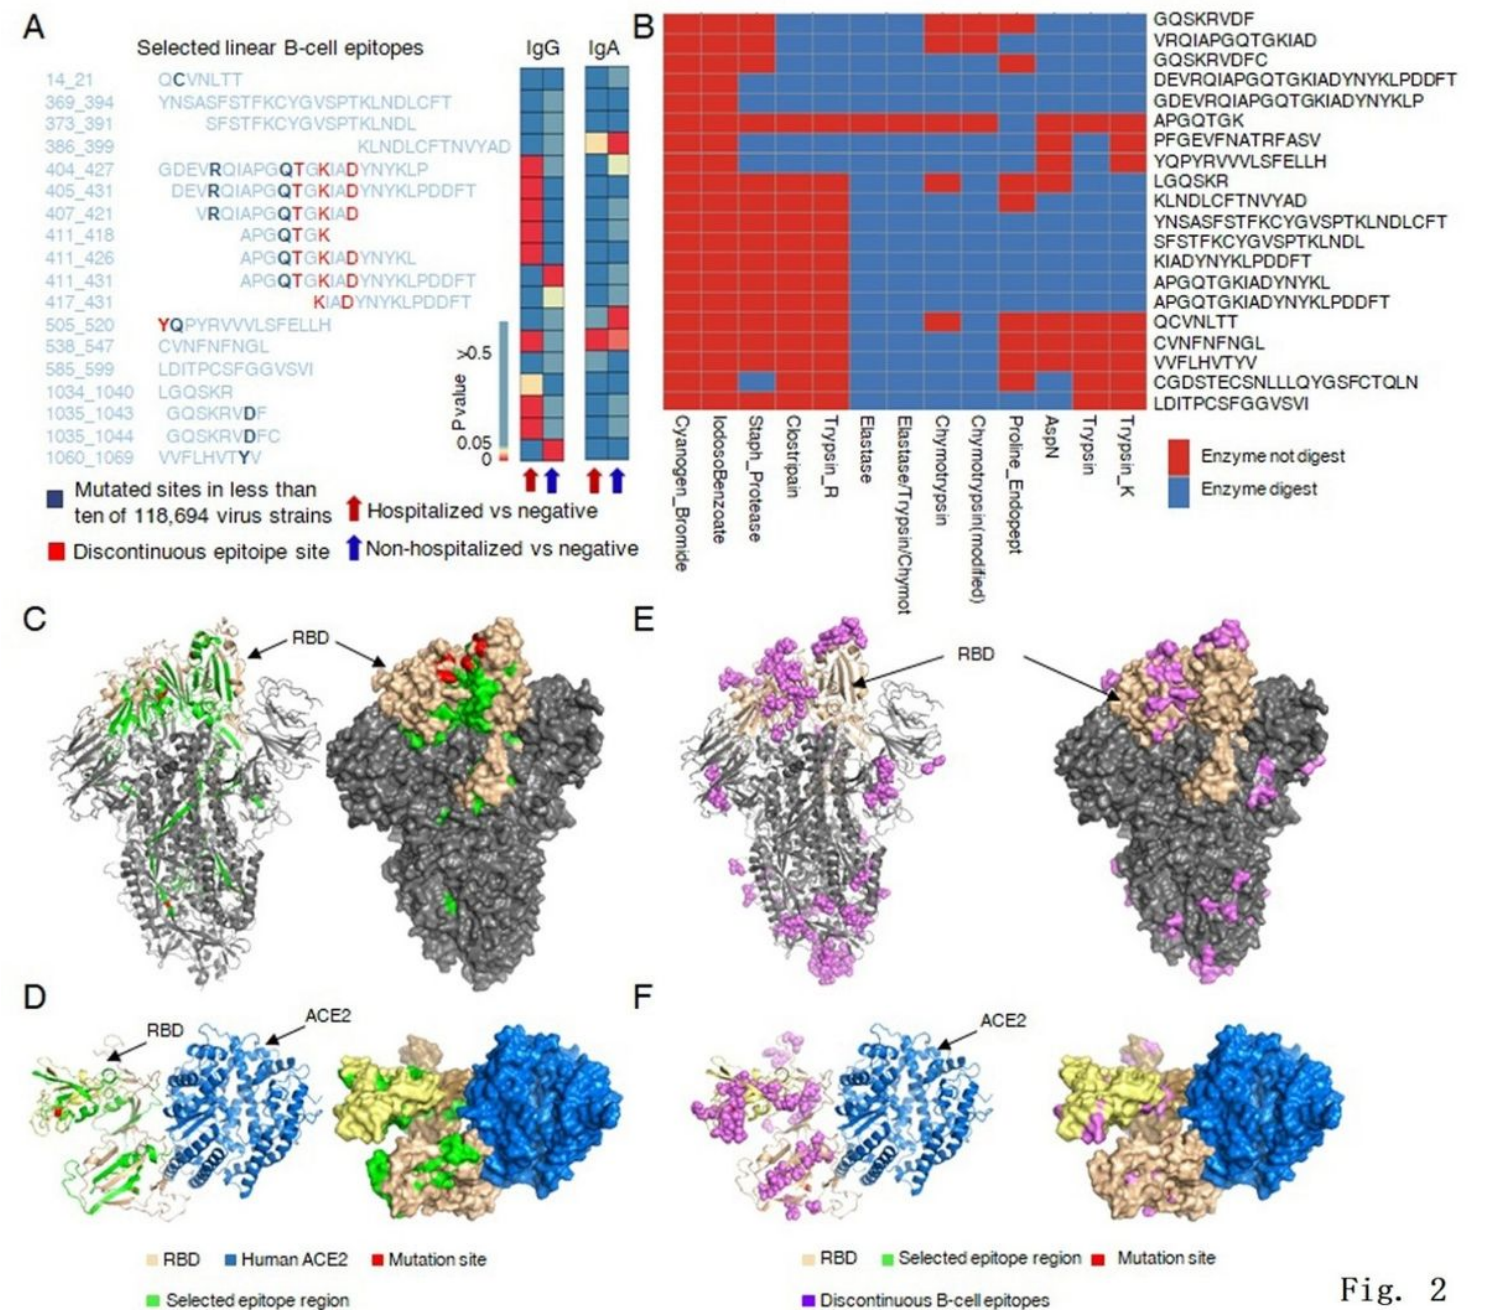 A
Selected linear B-cell epitopes
IgG
IgA
14_21 QCVNLTT
369_394 YNSASFSTFKCYGVSPTKLNDLCFT
373_391 SFSTFKCYGVSPTKLNDL
386_399 KLNDLCFTNVYAD
404_427 GDEVRQIAPGQTGKIADYNYKLP
405_431 DEVRQIAPGQTGKIADYNYKLPDDFT
407_421 VRQIAPGQTGKIAD
411_418 APGQTGK
411_426 APGQTGKIADYNYKL
411_431 APGQTGKIADYNYKLPDDFT
417_431 KIADYNYKLPDDFT
505_520 YQPYRVVVLSFELLH
538_547 CVNFNFNGL
585_599 LDITPCSFGGVSVI
1034_1040 LGQSKR
1035_1043 GQSKRVDF
1035_1044 GQSKRVDFC
1060_1069 VVFLHVTYV
P value
>0.5
0.05
0
Mutated sites in less than
ten of 118,694 virus strains
Discontinuous epitoipe site
Hospitalized vs negative
Non-hospitalized vs negative
B
GQSKRVDF
VRQIAPGQTGKIAD
GQSKRVDFC
DEVRQIAPGQTGKIADYNYKLPDDFT
GDEVRQIAPGQTGKIADYNYKLP
APGQTGK
PFGEVFNATRFASV
YQPYRVVVLSFELLH
LGQSKR
KLNDLCFTNVYAD
YNSASFSTFKCYGVSPTKLNDLCFT
SFSTFKCYGVSPTKLNDL
KIADYNYKLPDDFT
APGQTGKIADYNYKL
APGQTGKIADYNYKLPDDFT
QCVNLTT
CVNFNFNGL
VVFLHVTYV
CGDSTECSNLLLQYGSFCTQLN
LDITPCSFGGVSVI
Cyanogen_Bromide
IodosoBenzoate
Staph_Protease
Clostripain
Trypsin_R
Elastase
Elastase/Trypsin/Chymot
Chymotrypsin
Chymotrypsin(modified)
Proline_Endopept
AspN
Trypsin
Trypsin_K
Enzyme not digest
Enzyme digest
C
RBD
E
RBD
D
RBD
ACE2
F
ACE2
RBD
Human ACE2
Mutation site
Selected epitope region
RBD
Selected epitope region
Mutation site
Discontinuous B-cell epitopes
Fig. 2